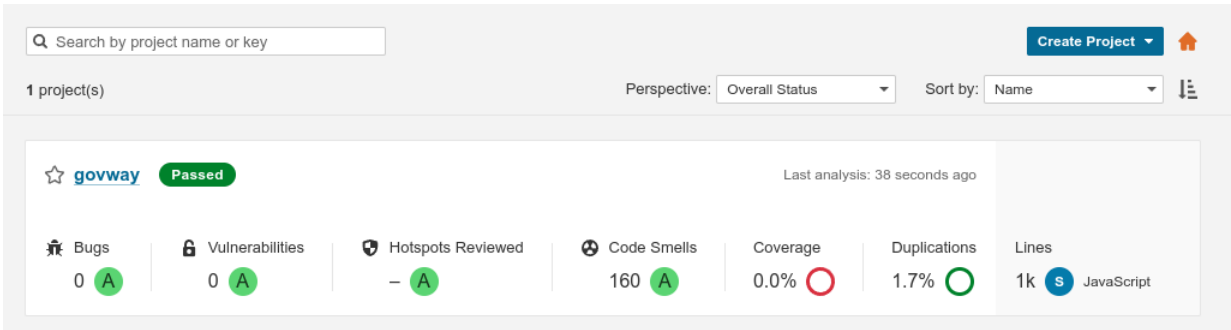 Search by project name or key
Create Project
1 project(s)
Perspective: Overall Status
Sort by: Name
govway Passed
Last analysis: 38 seconds ago
Bugs Vulnerabilities Hotspots Reviewed Code Smells Coverage Duplications Lines
0 A 0 A – A 160 A 0.0% 1.7% 1k S JavaScript